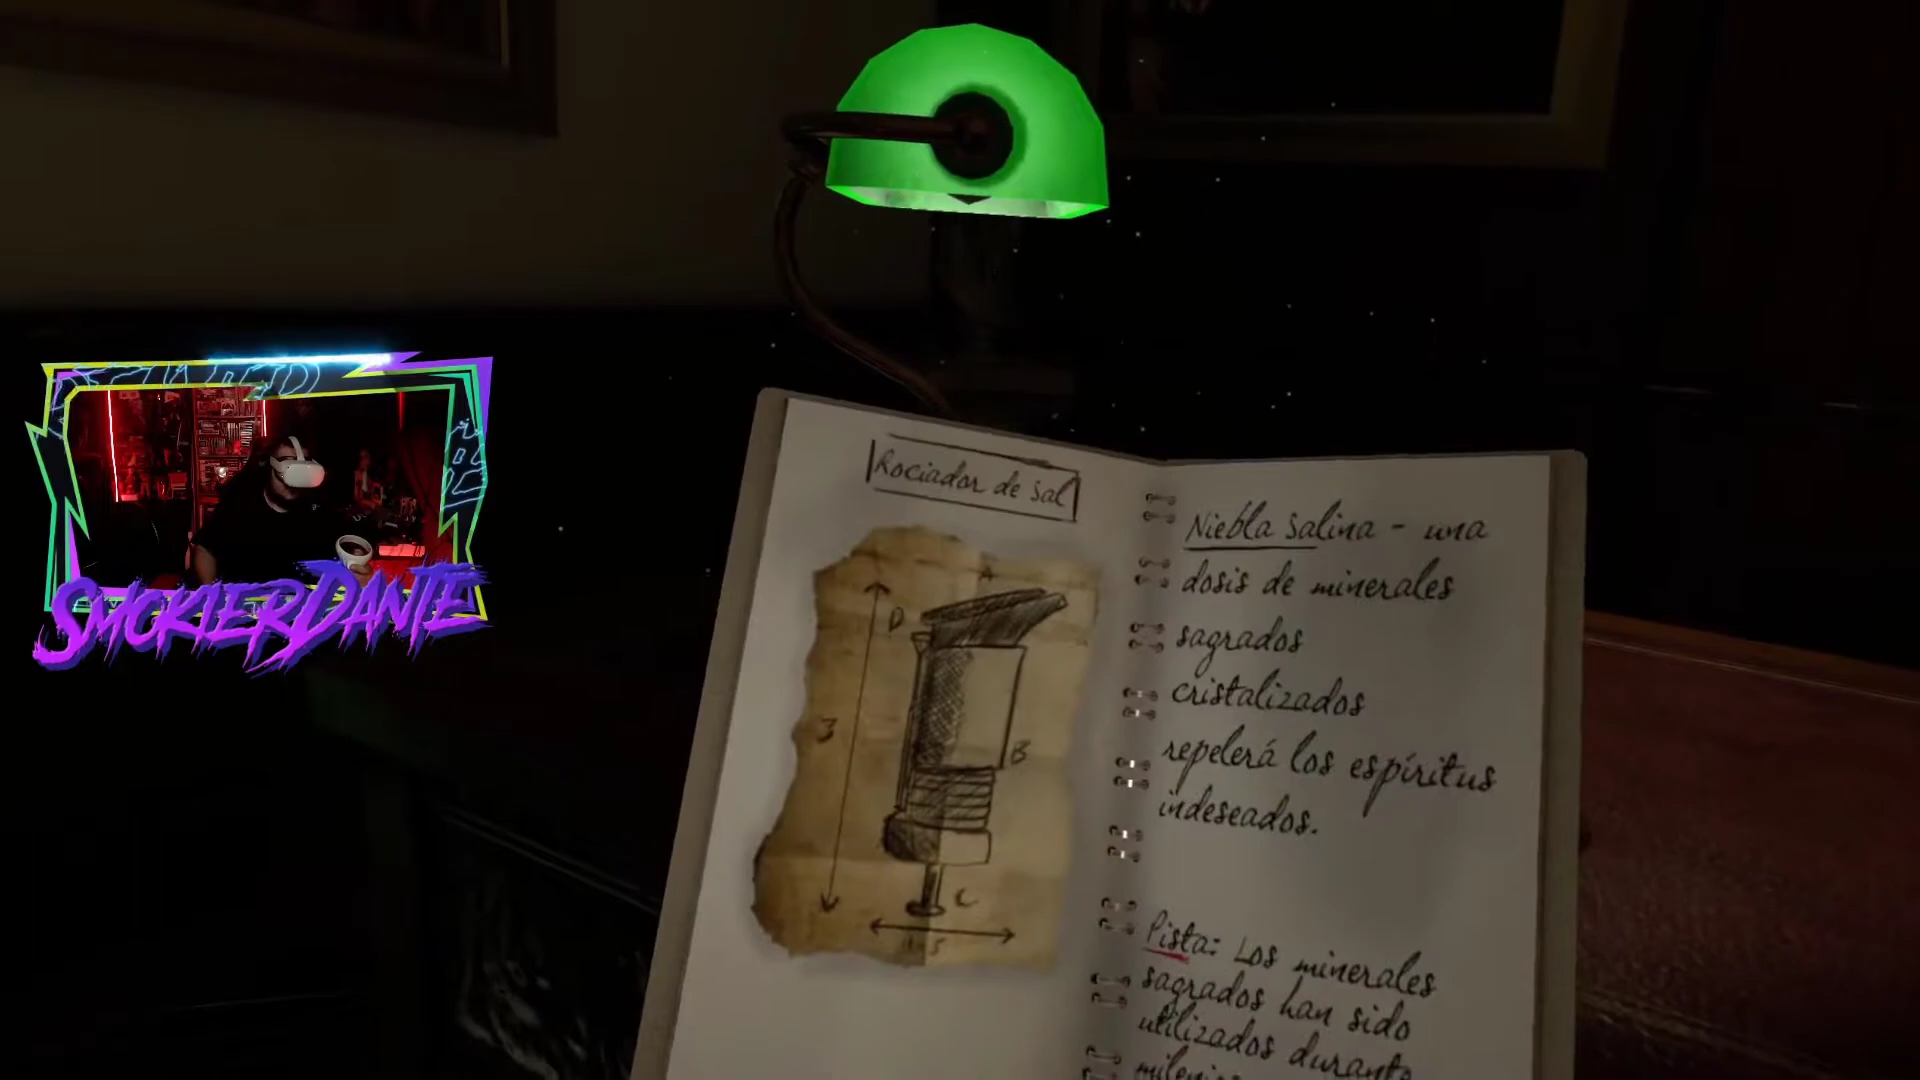 SMOKIERDANTE
Rociador de sal
A
D
3
B
C
Niebla Salina - una
dosis de minerales
sagrados
cristalizados
repelerá los espíritus
indeseados.
Pista: Los minerales
sagrados han sido
utilizados durante